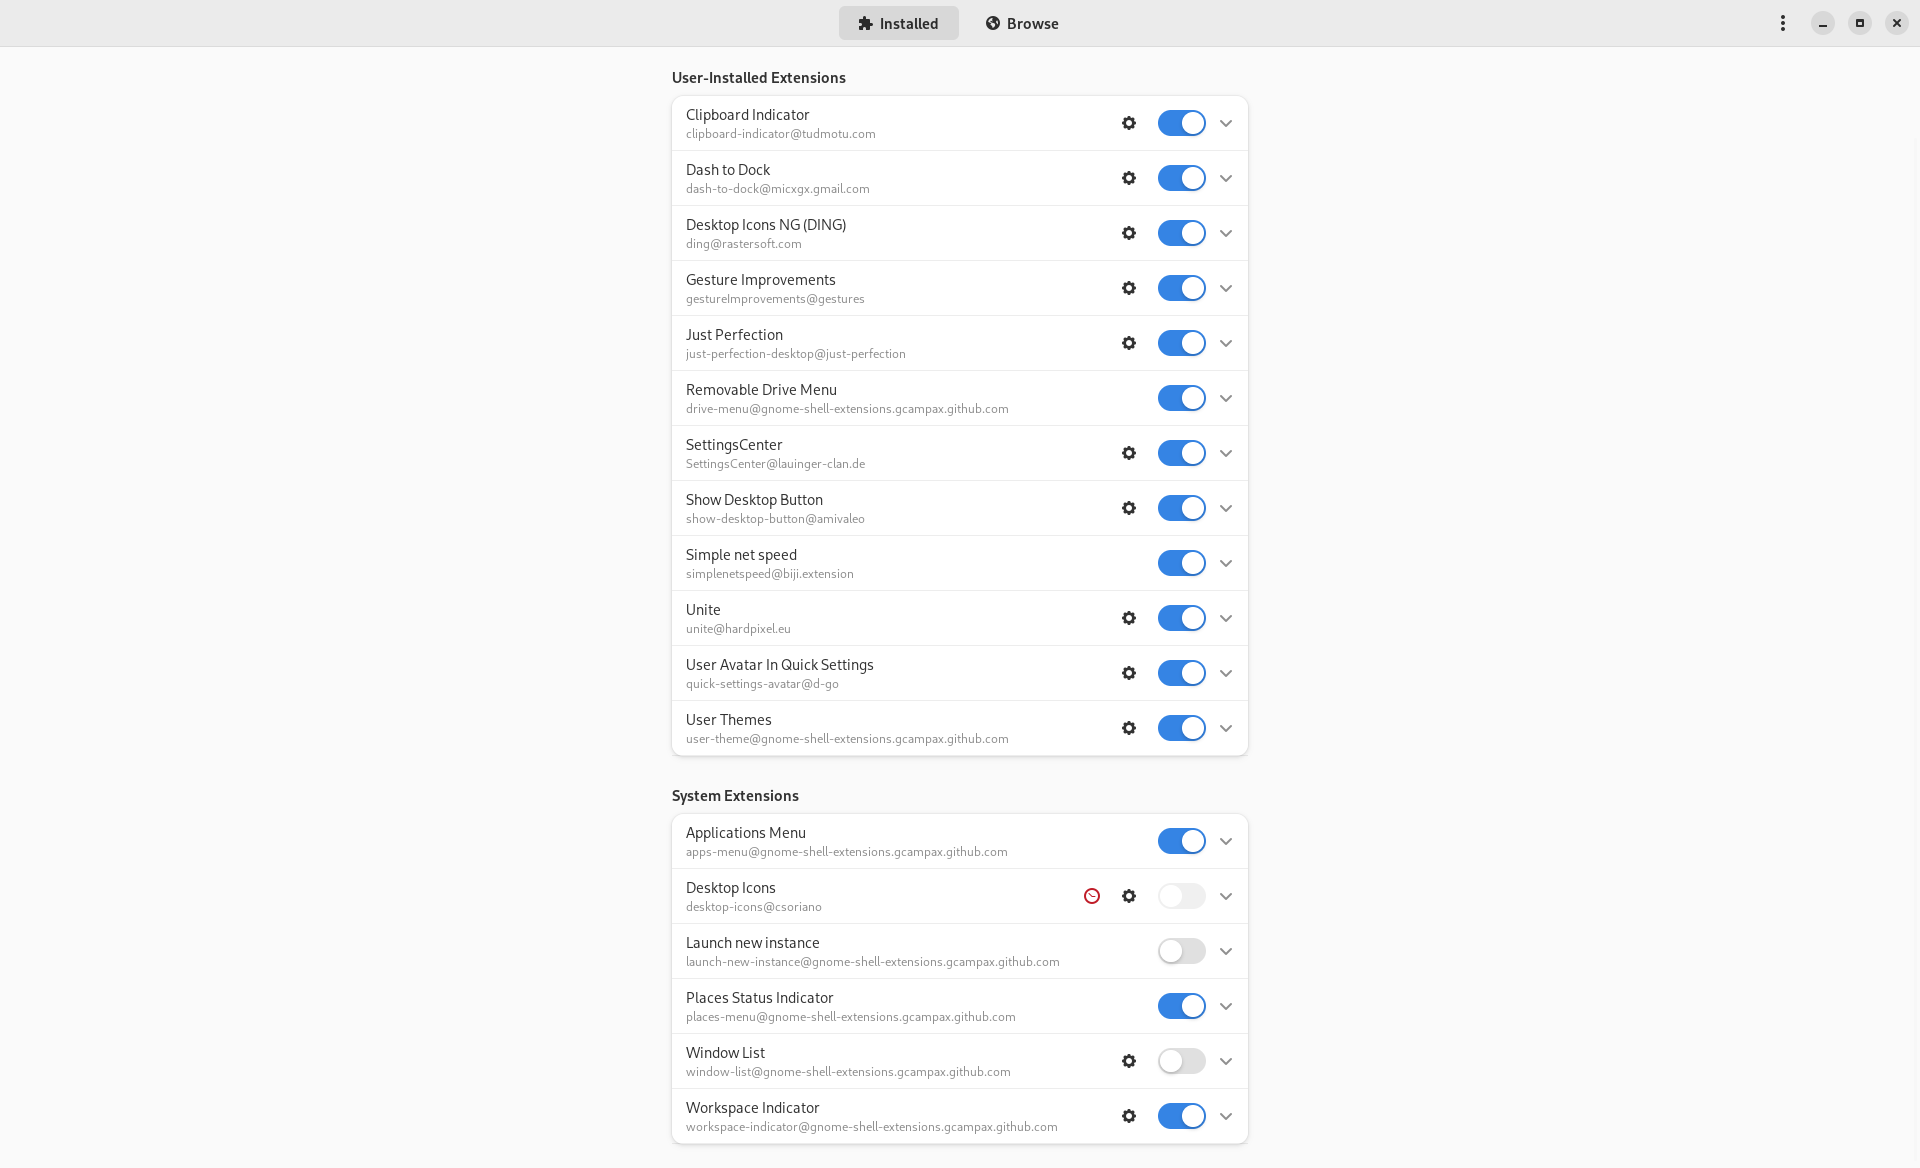 Installed
Browse
User-Installed Extensions
Clipboard Indicator
clipboard-indicator@tudmotu.com
Dash to Dock
dash-to-dock@micxgx.gmail.com
Desktop Icons NG (DING)
ding@rastersoft.com
Gesture Improvements
gestureImprovements@gestures
Just Perfection
just-perfection-desktop@just-perfection
Removable Drive Menu
drive-menu@gnome-shell-extensions.gcampax.github.com
SettingsCenter
SettingsCenter@lauinger-clan.de
Show Desktop Button
show-desktop-button@amivaleo
Simple net speed
simplenetspeed@biji.extension
Unite
unite@hardpixel.eu
User Avatar In Quick Settings
quick-settings-avatar@d-go
User Themes
user-theme@gnome-shell-extensions.gcampax.github.com
System Extensions
Applications Menu
apps-menu@gnome-shell-extensions.gcampax.github.com
Desktop Icons
desktop-icons@csoriano
Launch new instance
launch-new-instance@gnome-shell-extensions.gcampax.github.com
Places Status Indicator
places-menu@gnome-shell-extensions.gcampax.github.com
Window List
window-list@gnome-shell-extensions.gcampax.github.com
Workspace Indicator
workspace-indicator@gnome-shell-extensions.gcampax.github.com